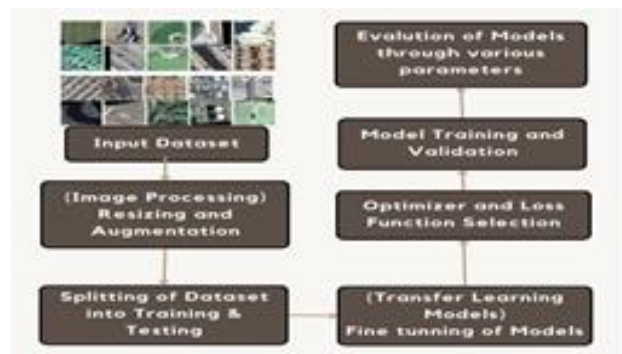 Input Dataset
(Image Processing)
Resizing and
Augmentation
Splitting of Dataset
into Training &
Testing
(Transfer Learning
Models)
Fine tunning of Models
Optimizer and Loss
Function Selection
Model Training and
Validation
Evalution of Models
through various
parameters